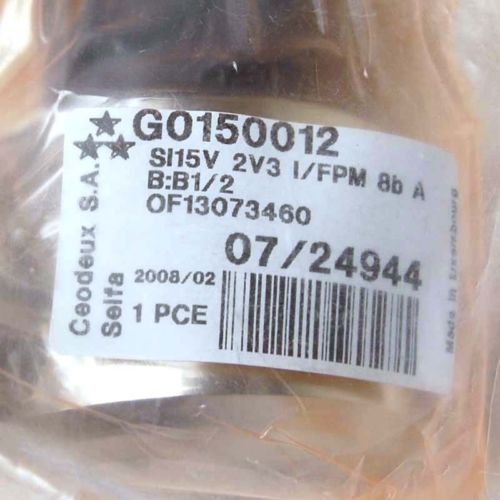 G0150012
SI15V 2V3 I/FPM 8b A
B:B1/2
OF13073460
07/24944
2008/02
1 PCE
Ceodeux S.A.
Selfa
Made in Luxembourg